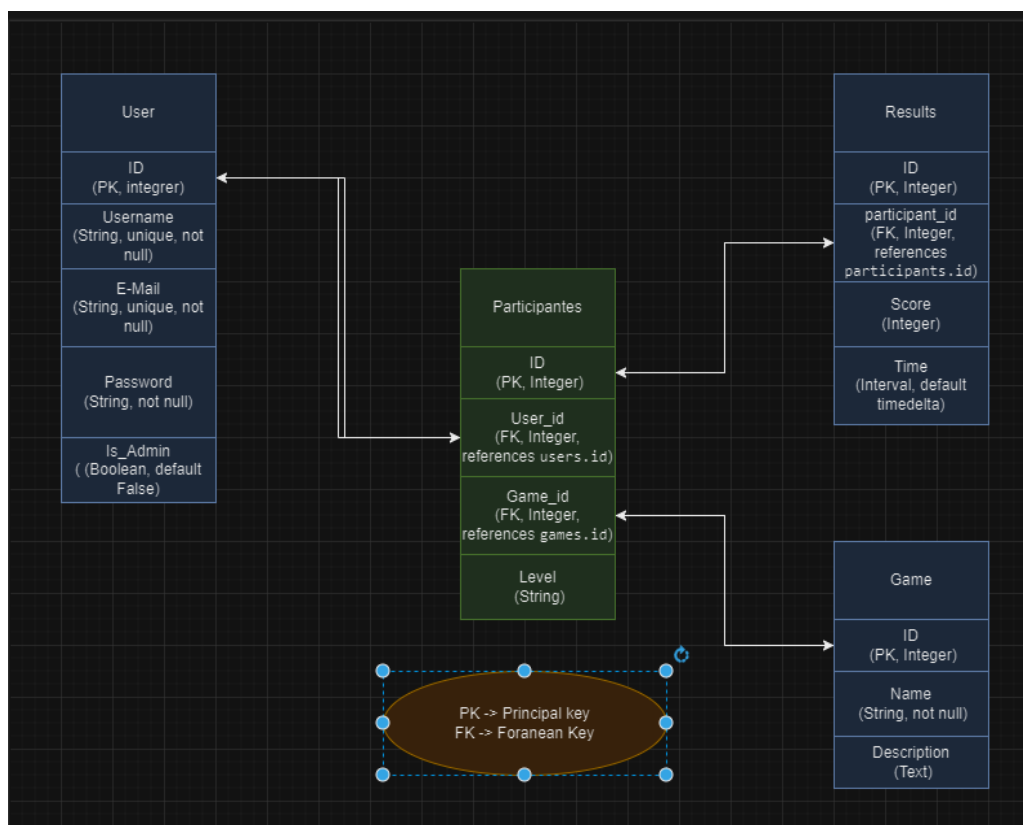 User
ID
(PK, integrer)
Username
(String, unique, not
null)
E-Mail
(String, unique, not
null)
Password
(String, not null)
Is_Admin
( (Boolean, default
False)
Participantes
ID
(PK, Integer)
User_id
(FK, Integer,
references users.id)
Game_id
(FK, Integer,
references games.id)
Level
(String)
Results
ID
(PK, Integer)
participant_id
(FK, Integer,
references
participants.id)
Score
(Integer)
Time
(Interval, default
timedelta)
Game
ID
(PK, Integer)
Name
(String, not null)
Description
(Text)
PK -> Principal key
FK -> Foranean Key